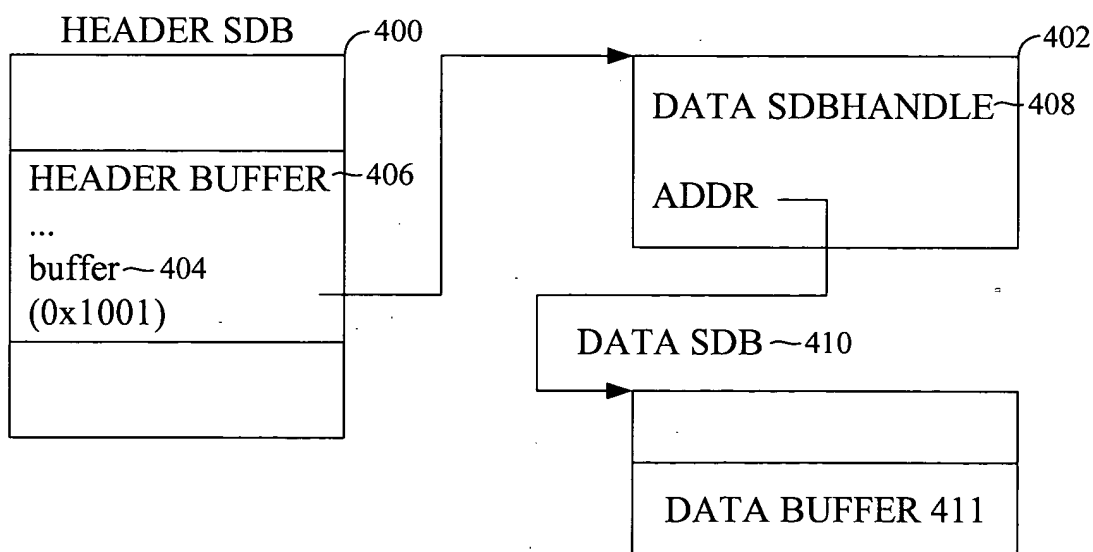 HEADER SDB
400
HEADER BUFFER 406
...
buffer 404
(0x1001)
402
DATA SDBHANDLE 408
ADDR
DATA SDB 410
DATA BUFFER 411